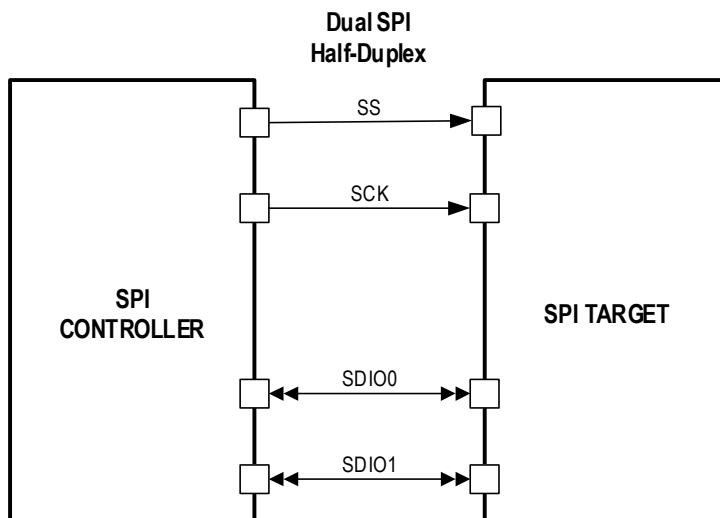 Dual SPI
Half-Duplex
SS
SCK
SPI
CONTROLLER
SPI TARGET
SDIO0
SDIO1